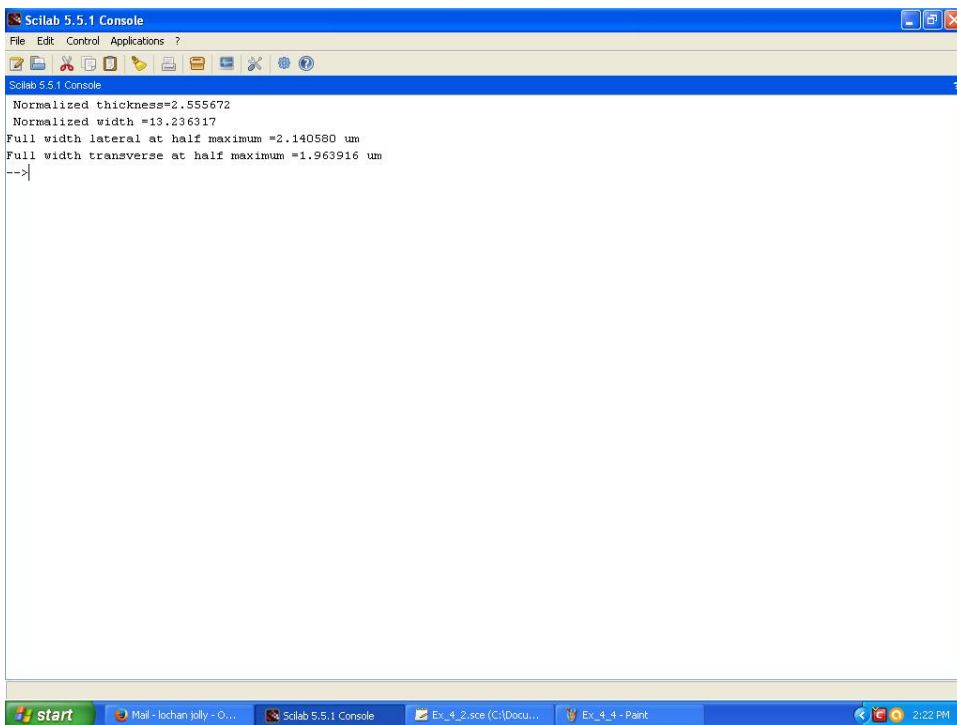 Scilab 5.5.1 Console
File Edit Control Applications ?
Scilab 5.5.1 Console ?
Normalized thickness=2.555672
Normalized width =13.236317
Full width lateral at half maximum =2.140580 um
Full width transverse at half maximum =1.963916 um
-->
start Mail - lochan jolly - O... Scilab 5.5.1 Console Ex_4_2.sce (C:\Docu... Ex_4_4 - Paint 2:22 PM